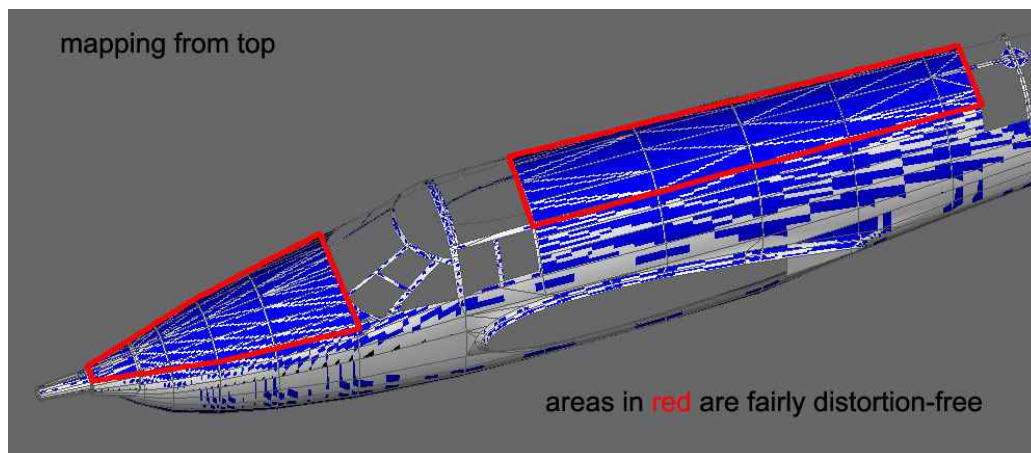 mapping from top
areas in red are fairly distortion-free